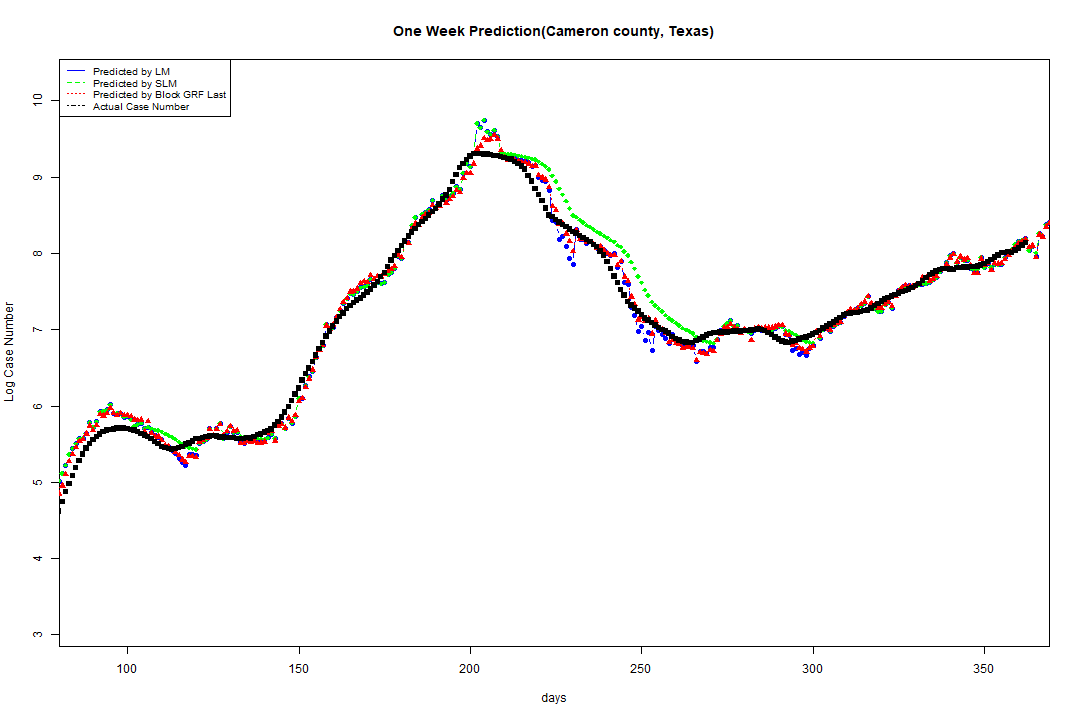 One Week Prediction(Cameron county, Texas)
Predicted by LM
Predicted by SLM
Predicted by Block GRF Last
Actual Case Number
10
9
8
7
6
5
4
3
Log Case Number
100 150 200 250 300 350
days